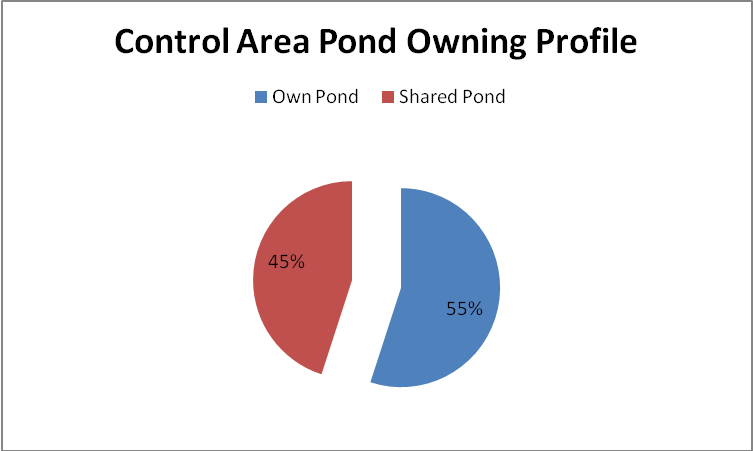 Control Area Pond Owning Profile
Own Pond Shared Pond
45%
55%